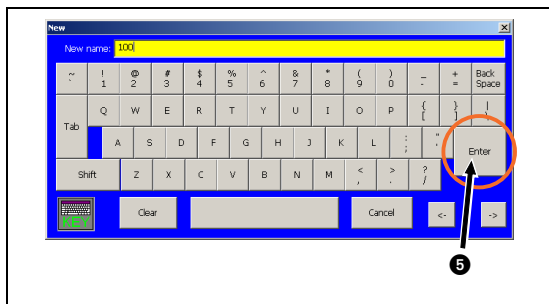 New
New name: 100
~ ` ! 1 @ 2 # 3 $ 4 % 5 ^ 6 & 7 * 8 ( 9 ) 0 _ - + = Back Space
Tab Q W E R T Y U I O P { [ } ] | \
A S D F G H J K L : ; " ' Enter
Shift Z X C V B N M < , > . ? /
KEY Clear Cancel <- ->
5